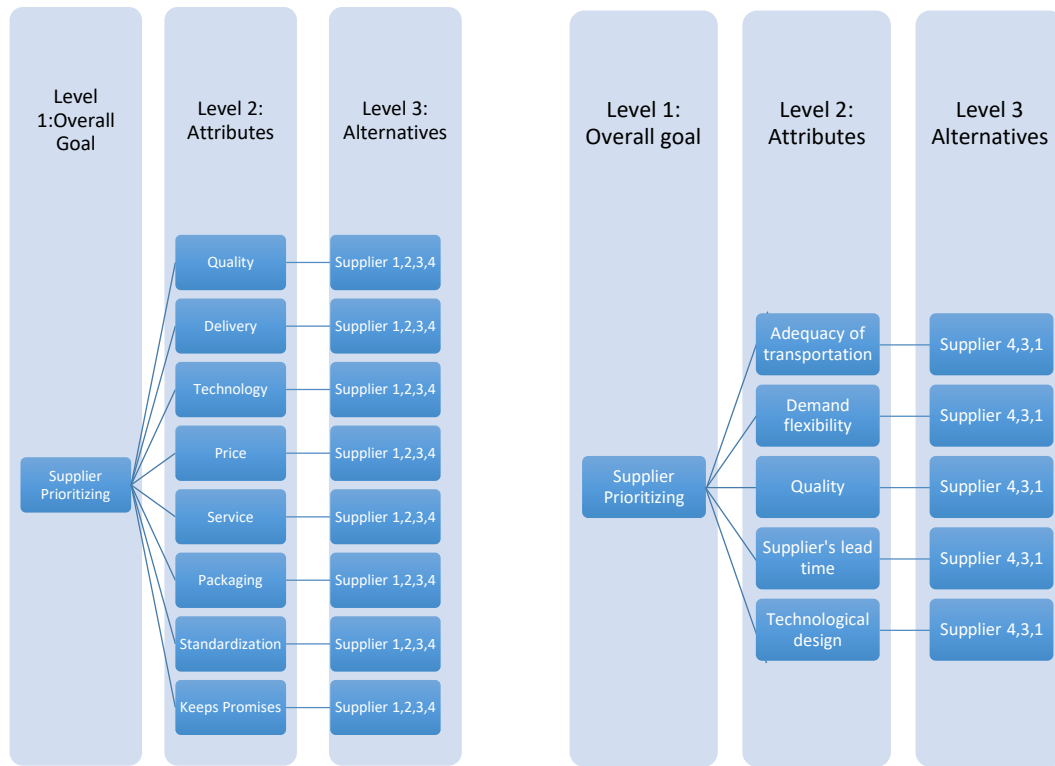 Level
1:Overall
Goal
Level 2:
Attributes
Level 3:
Alternatives
Supplier
Prioritizing
Quality
Supplier 1,2,3,4
Delivery
Supplier 1,2,3,4
Technology
Supplier 1,2,3,4
Price
Supplier 1,2,3,4
Service
Supplier 1,2,3,4
Packaging
Supplier 1,2,3,4
Standardization
Supplier 1,2,3,4
Keeps Promises
Supplier 1,2,3,4
Level 1:
Overall goal
Level 2:
Attributes
Level 3
Alternatives
Supplier
Prioritizing
Adequacy of
transportation
Supplier 4,3,1
Demand
flexibility
Supplier 4,3,1
Quality
Supplier 4,3,1
Supplier's lead
time
Supplier 4,3,1
Technological
design
Supplier 4,3,1